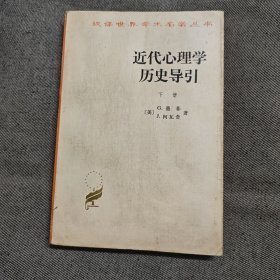 汉译世界学术名著丛书
近代心理学
历史导引
下册
G. 墨菲
〔美〕
J. 柯瓦奇
著